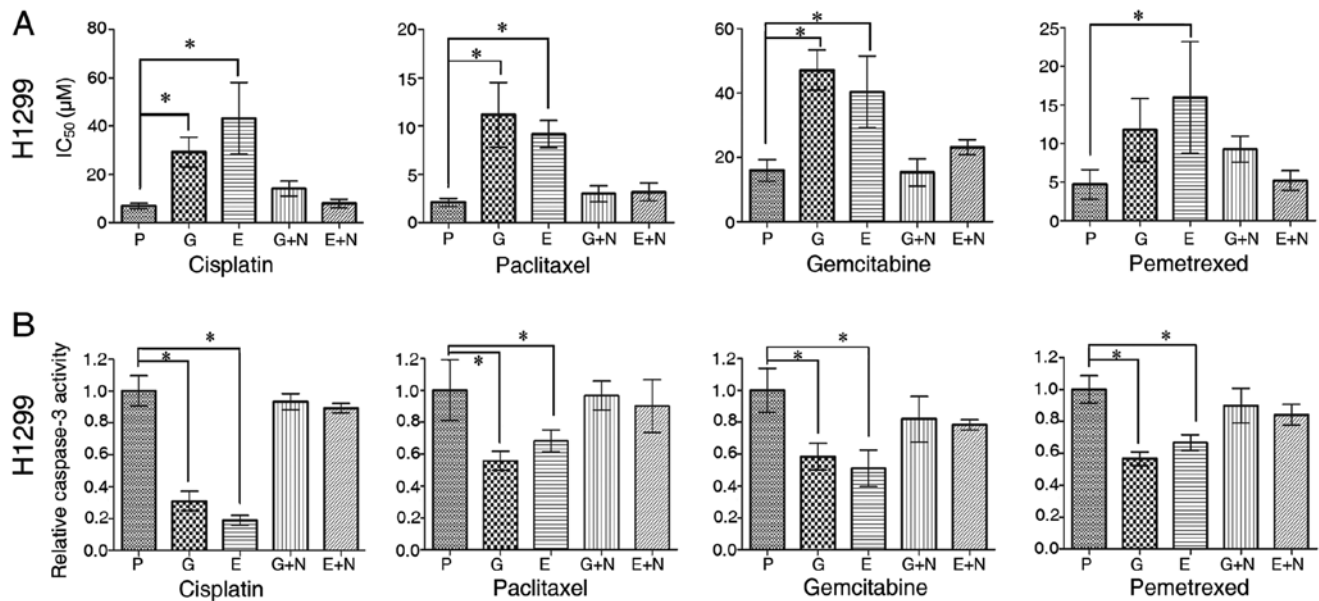 A
H1299
IC50 (μM)
80
60
40
20
0
*
*
P G E G+N E+N
Cisplatin
20
15
10
5
0
*
*
P G E G+N E+N
Paclitaxel
60
40
20
0
*
*
P G E G+N E+N
Gemcitabine
25
20
15
10
5
0
*
P G E G+N E+N
Pemetrexed
B
H1299
Relative caspase-3 activity
1.2
1.0
0.8
0.6
0.4
0.2
0.0
*
*
P G E G+N E+N
Cisplatin
1.2
1.0
0.8
0.6
0.4
0.2
0.0
*
*
P G E G+N E+N
Paclitaxel
1.2
1.0
0.8
0.6
0.4
0.2
0.0
*
*
P G E G+N E+N
Gemcitabine
1.2
1.0
0.8
0.6
0.4
0.2
0.0
*
*
P G E G+N E+N
Pemetrexed